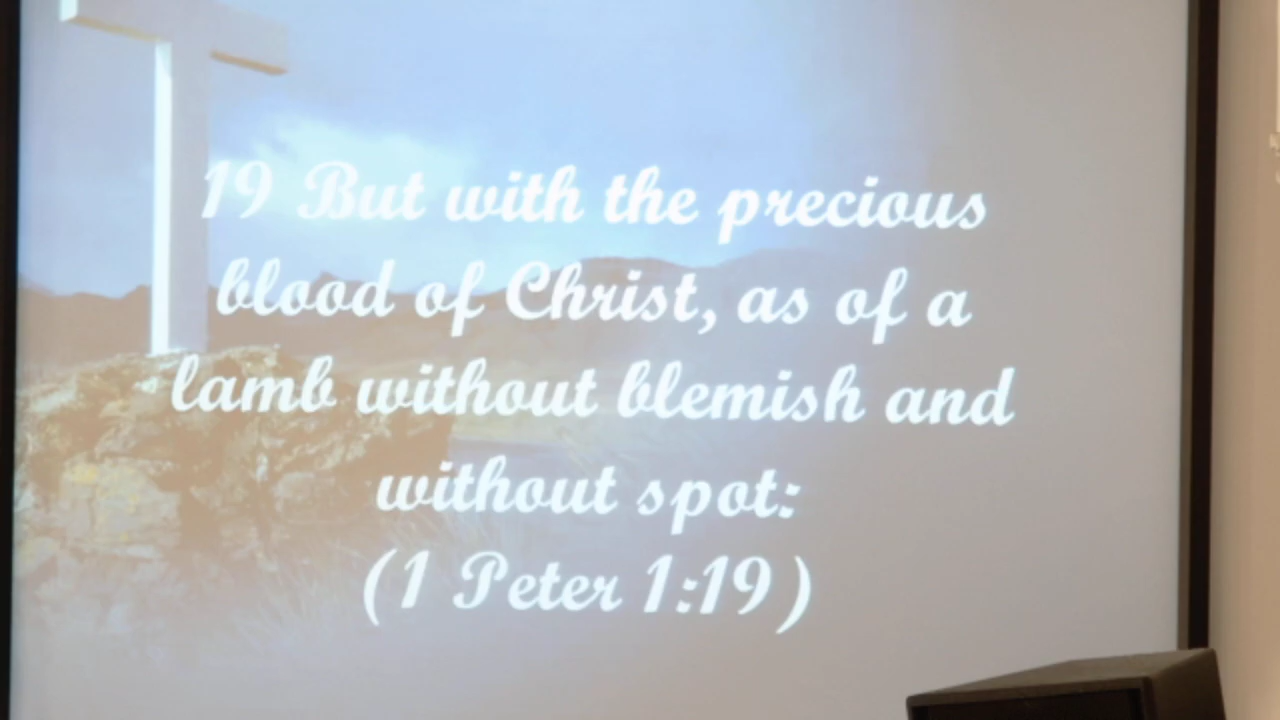 19 But with the precious
blood of Christ, as of a
lamb without blemish and
without spot:
(1 Peter 1:19)